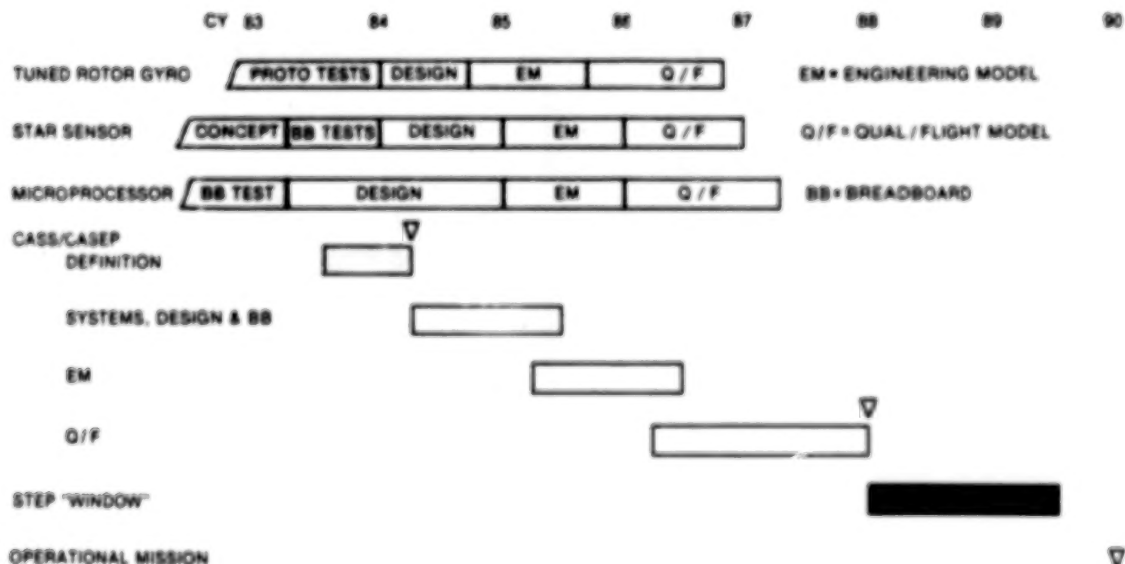 CY 83 84 85 86 87 88 89 90
TUNED ROTOR GYRO PROTO TESTS DESIGN EM Q/F EM = ENGINEERING MODEL
STAR SENSOR CONCEPT BB TESTS DESIGN EM Q/F Q/F = QUAL/FLIGHT MODEL
MICROPROCESSOR BB TEST DESIGN EM Q/F BB = BREADBOARD
CASS/CASEP
DEFINITION
SYSTEMS, DESIGN & BB
EM
Q/F
STEP "WINDOW"
OPERATIONAL MISSION